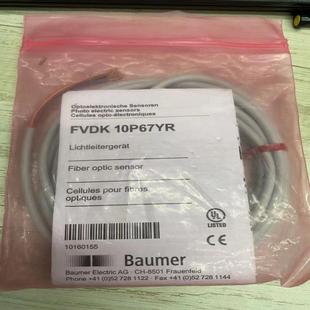 Optoelektronische Sensoren
Photo electric sensors
Cellules opto-électroniques
FVDK 10P67YR
Lichtleitergerät
Fiber optic sensor
Cellules pour fibres
optiques
UL
LISTED
CE
10160155
Baumer
Baumer Electric AG · CH-8501 Frauenfeld
Phone +41 (0)52 728 1122 · Fax +41 (0)52 728 1144